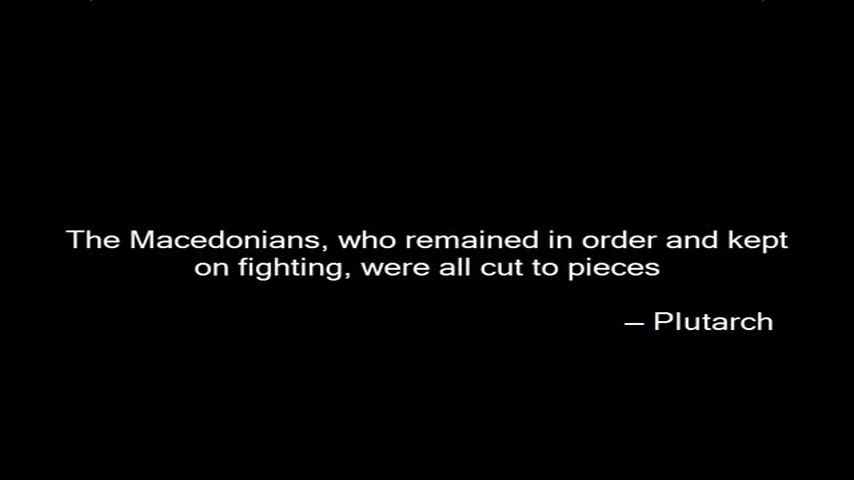 The Macedonians, who remained in order and kept
on fighting, were all cut to pieces
— Plutarch